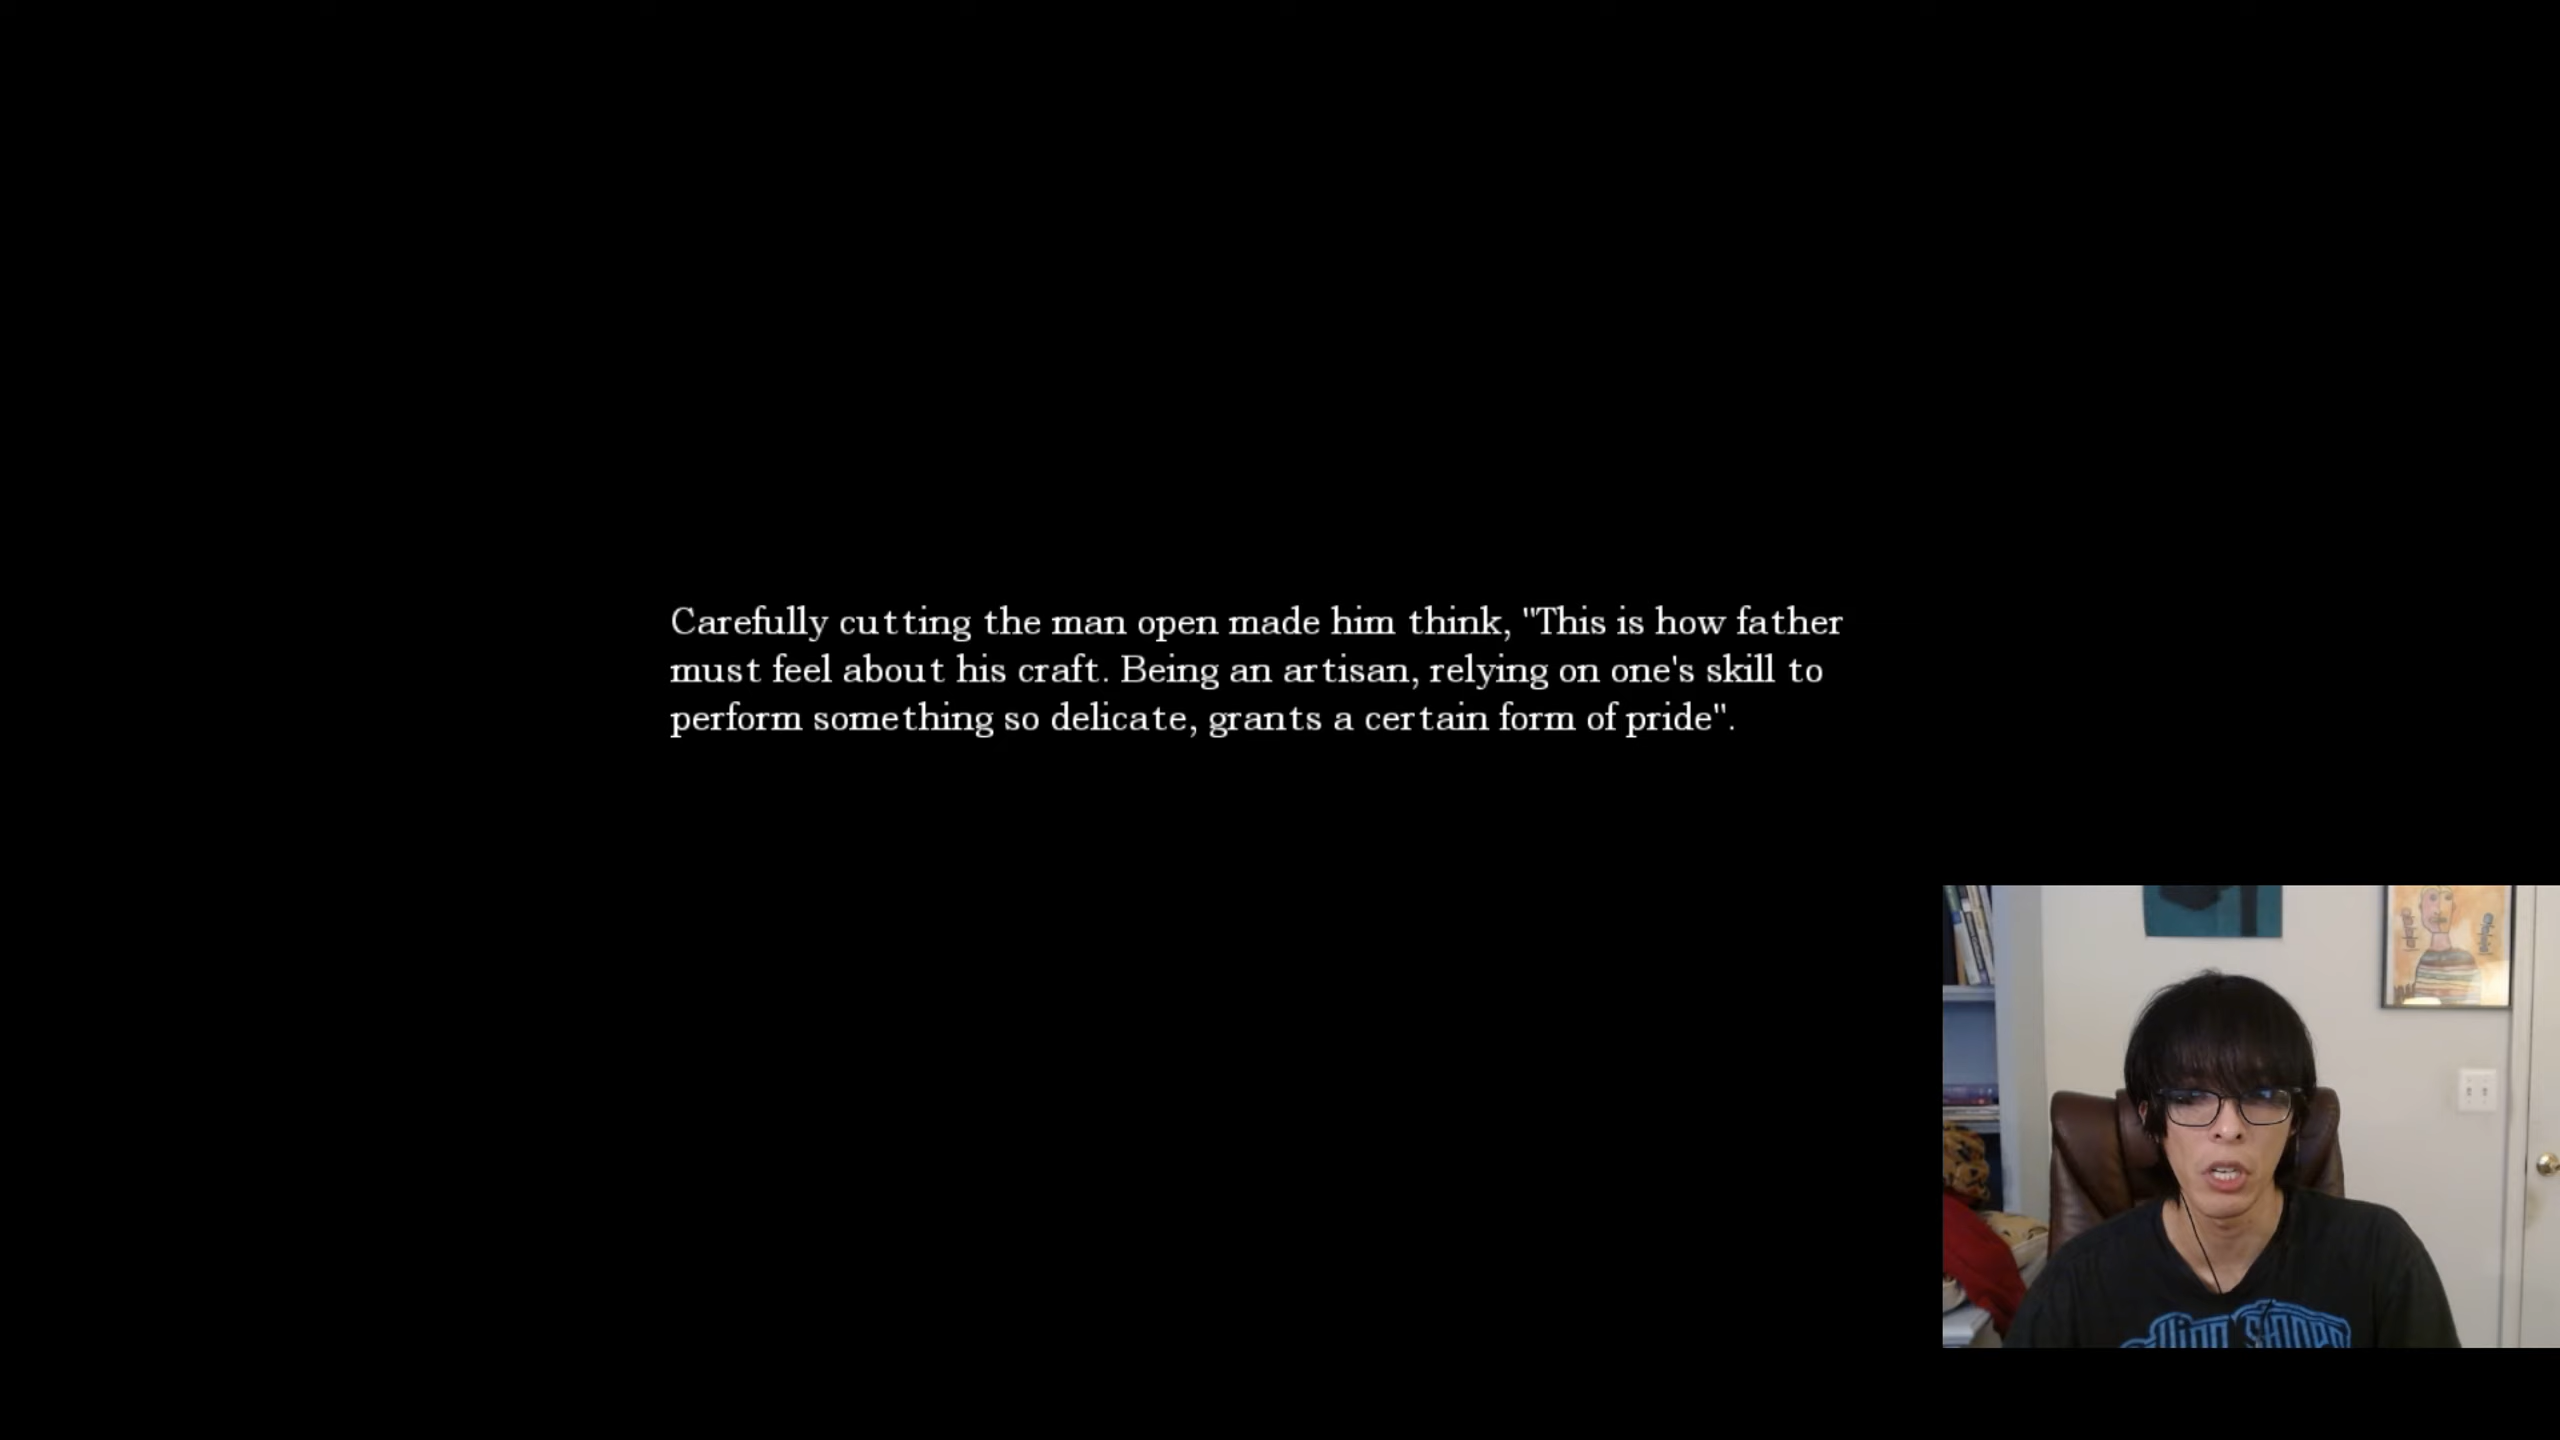 Carefully cutting the man open made him think, "This is how father
must feel about his craft. Being an artisan, relying on one's skill to
perform something so delicate, grants a certain form of pride".